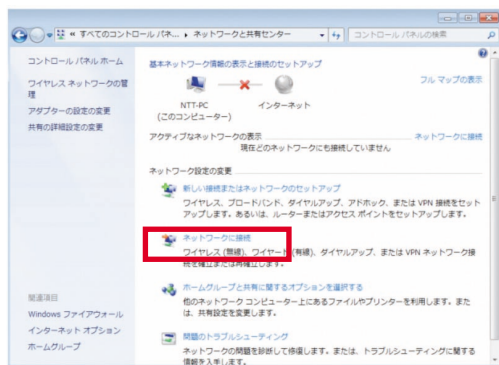 すべてのコントロール パネ... ▸ ネットワークと共有センター
コントロール パネルの検索
コントロール パネル ホーム
ワイヤレス ネットワークの管
理
アダプターの設定の変更
共有の詳細設定の変更
基本ネットワーク情報の表示と接続のセットアップ
フル マップの表示
NTT-PC
(このコンピューター)
インターネット
アクティブなネットワークの表示
ネットワークに接続
現在どのネットワークにも接続していません
ネットワーク設定の変更
新しい接続またはネットワークのセットアップ
ワイヤレス、ブロードバンド、ダイヤルアップ、アドホック、または VPN 接続をセット
アップします。あるいは、ルーターまたはアクセス ポイントをセットアップします。
ネットワークに接続
ワイヤレス (無線)、ワイヤード (有線)、ダイヤルアップ、または VPN ネットワーク接
続を確立または再確立します。
ホームグループと共有に関するオプションを選択する
他のネットワーク コンピューター上にあるファイルやプリンターを利用します。また
は、共有設定を変更します。
問題のトラブルシューティング
ネットワークの問題を診断して修復します。または、トラブルシューティングに関する
情報を入手します。
関連項目
Windows ファイアウォール
インターネット オプション
ホームグループ